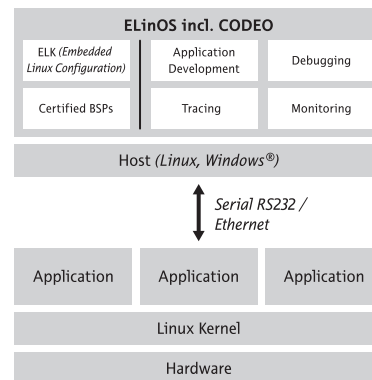 ELinOS incl. CODEO
ELK (Embedded
Linux Configuration)
Application
Development
Debugging
Certified BSPs
Tracing
Monitoring
Host (Linux, Windows®)
Serial RS232 /
Ethernet
Application
Application
Application
Linux Kernel
Hardware